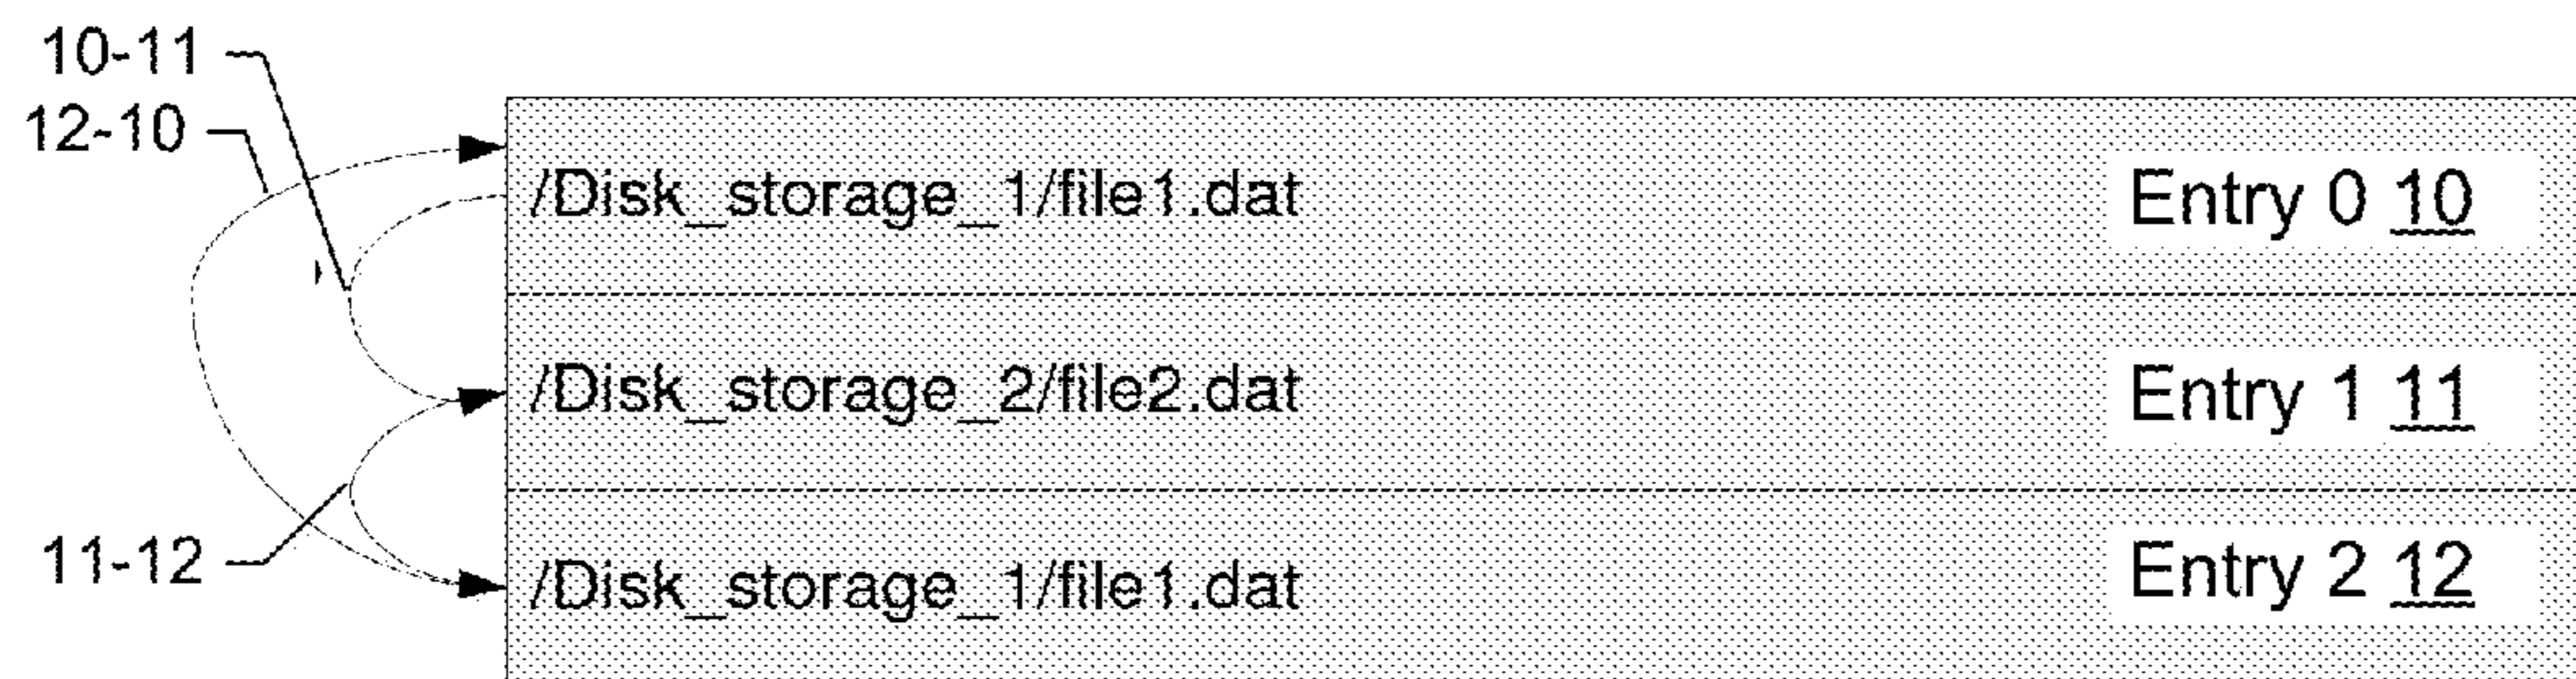 10-11
12-10
/Disk_storage_1/file1.dat Entry 0 10
/Disk_storage_2/file2.dat Entry 1 11
11-12
/Disk_storage_1/file1.dat Entry 2 12